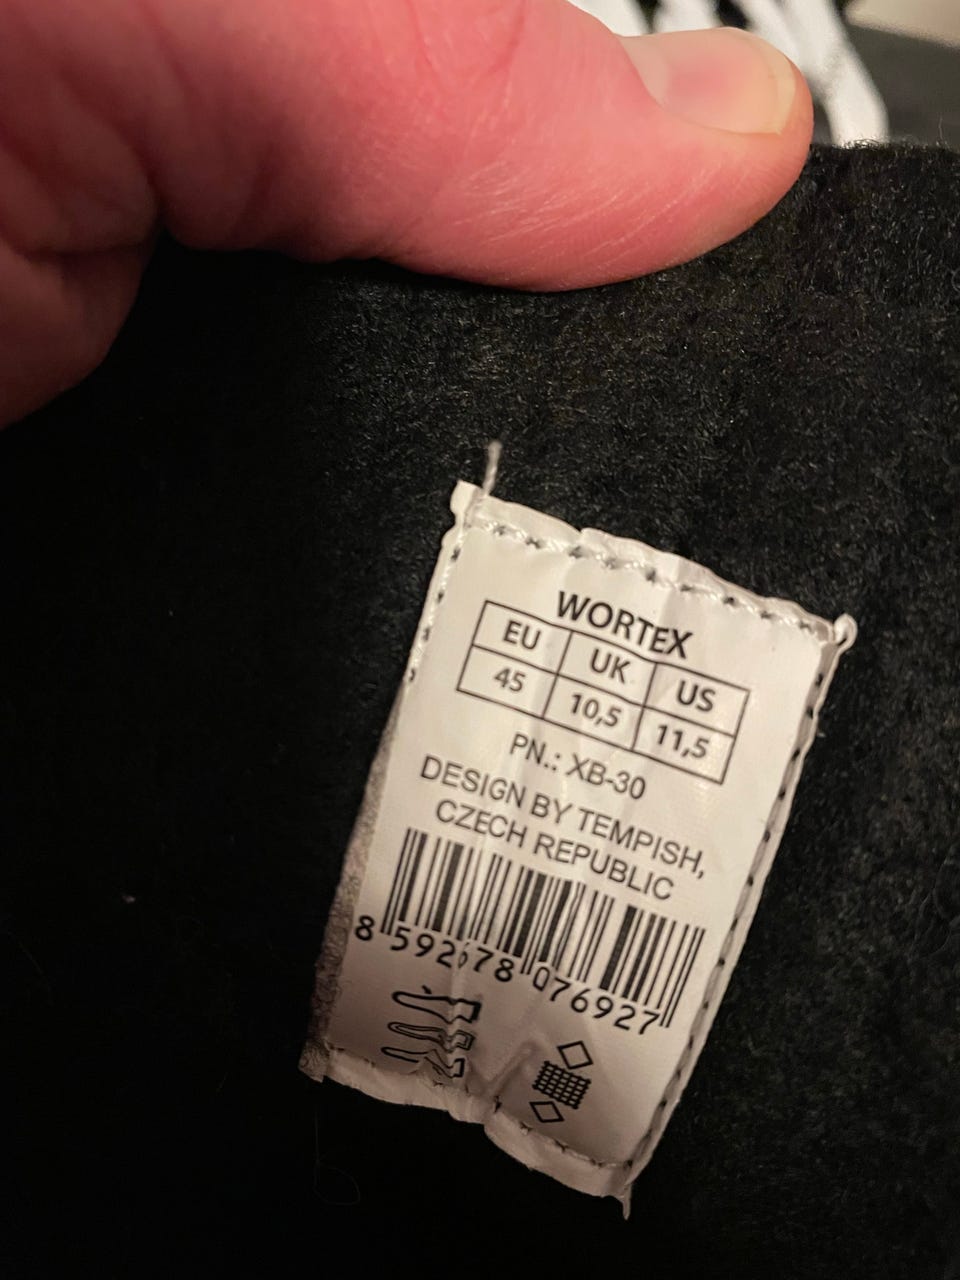 WORTEX
EU UK US
45 10,5 11,5
PN.: XB-30
DESIGN BY TEMPISH,
CZECH REPUBLIC
8 592678 076927